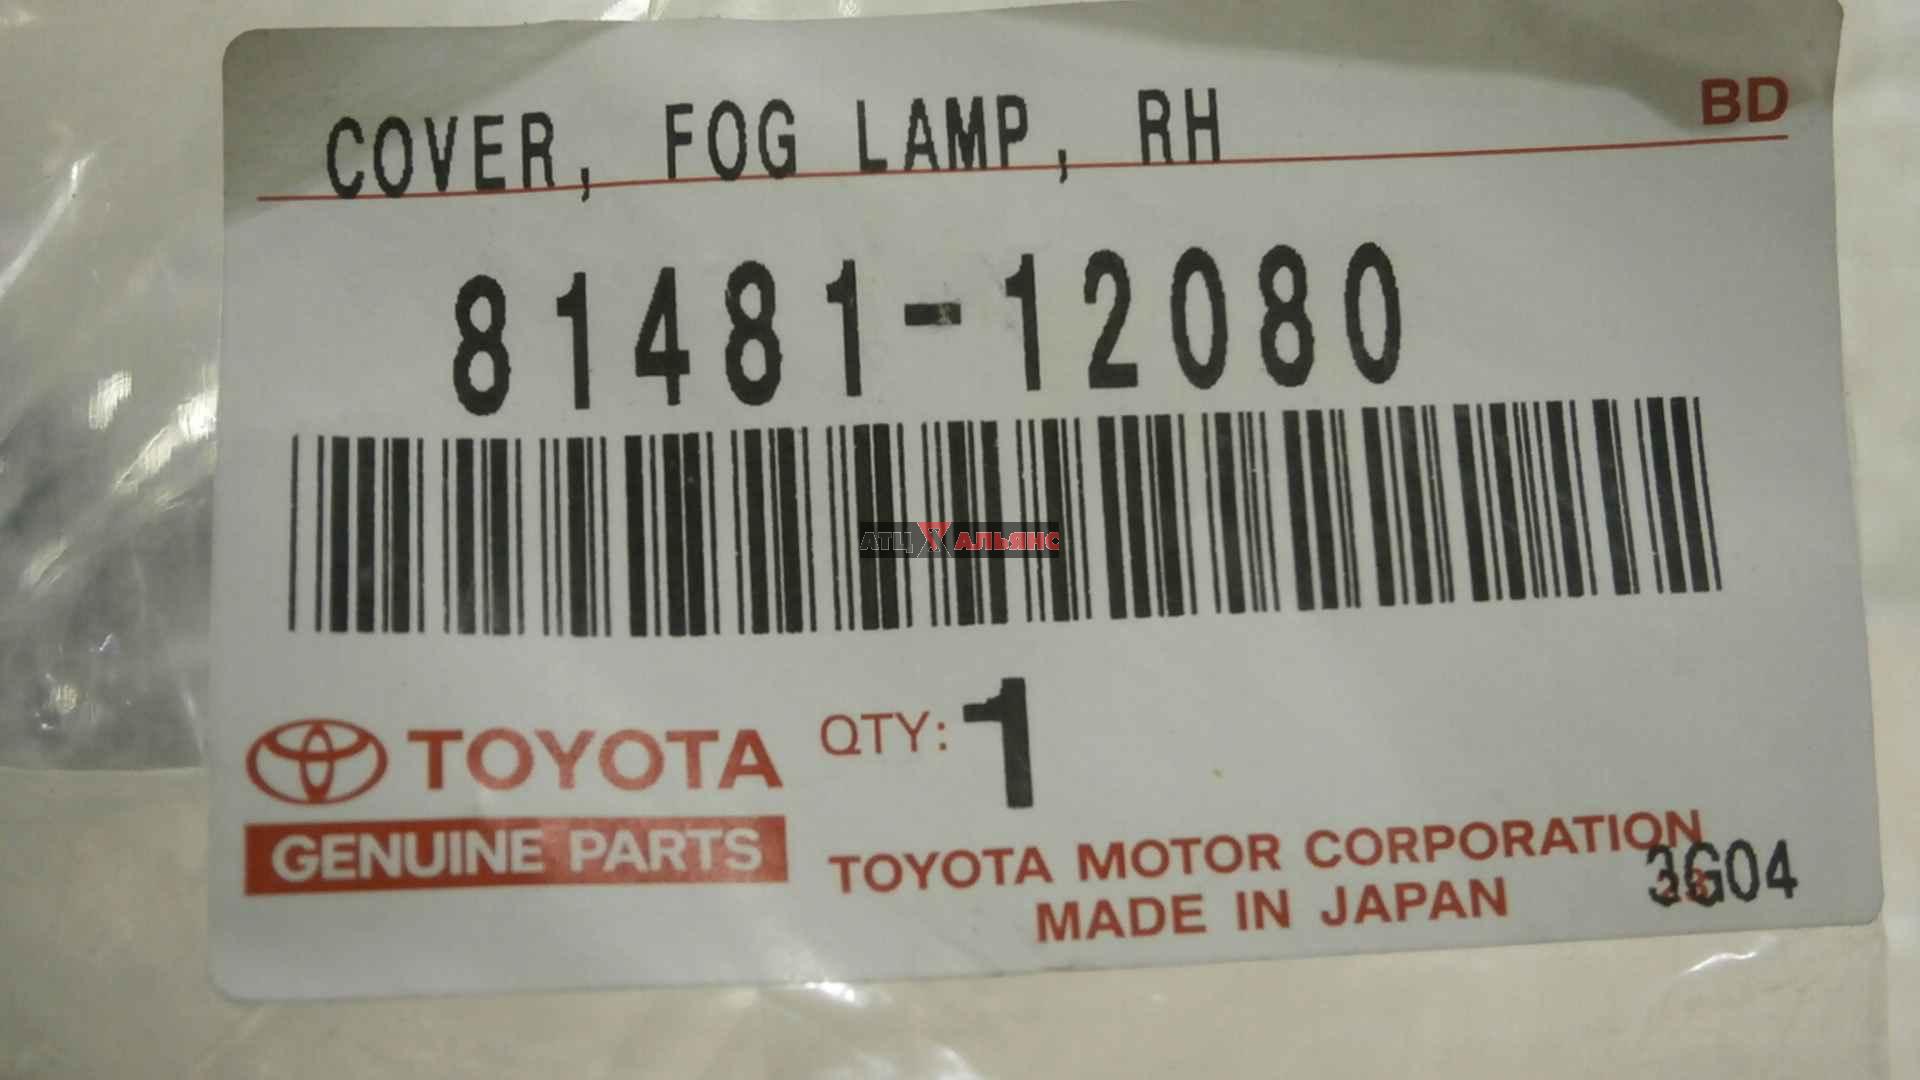 BD
COVER, FOG LAMP, RH
81481-12080
АТЦ АЛЬЯНС
TOYOTA
GENUINE PARTS
QTY: 1
TOYOTA MOTOR CORPORATION
MADE IN JAPAN
3G04